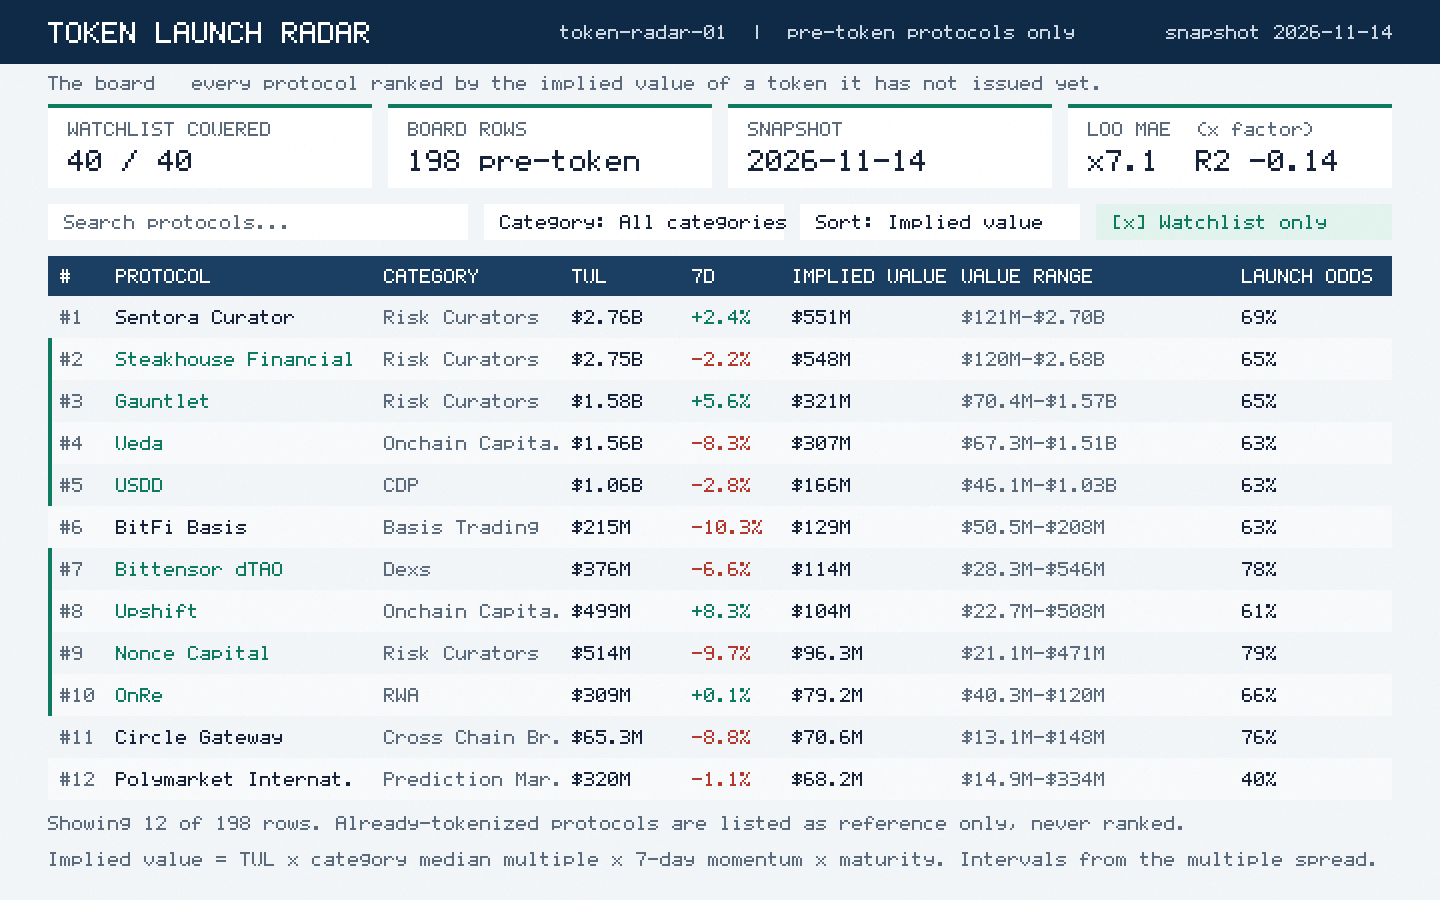 TOKEN LAUNCH RADAR token-radar-01 | pre-token protocols only snapshot 2026-11-14
The board every protocol ranked by the implied value of a token it has not issued yet.
WATCHLIST COVERED BOARD ROWS SNAPSHOT LOO MAE (x factor)
40 / 40 198 pre-token 2026-11-14 x7.1 R2 -0.14
Search protocols... Category: All categories Sort: Implied value [x] Watchlist only
# PROTOCOL CATEGORY TVL 7D IMPLIED VALUE VALUE RANGE LAUNCH ODDS
#1 Sentora Curator Risk Curators $2.76B +2.4% $551M $121M-$2.70B 69%
#2 Steakhouse Financial Risk Curators $2.75B -2.2% $548M $120M-$2.68B 65%
#3 Gauntlet Risk Curators $1.58B +5.6% $321M $70.4M-$1.57B 65%
#4 Veda Onchain Capita. $1.56B -8.3% $307M $67.3M-$1.51B 63%
#5 USDD CDP $1.06B -2.8% $166M $46.1M-$1.03B 63%
#6 BitFi Basis Basis Trading $215M -10.3% $129M $50.5M-$208M 63%
#7 Bittensor dTAO Dexs $376M -6.6% $114M $28.3M-$546M 78%
#8 Upshift Onchain Capita. $499M +8.3% $104M $22.7M-$508M 61%
#9 Nonce Capital Risk Curators $514M -9.7% $96.3M $21.1M-$471M 79%
#10 OnRe RWA $309M +0.1% $79.2M $40.3M-$120M 66%
#11 Circle Gateway Cross Chain Br. $65.3M -8.8% $70.6M $13.1M-$148M 76%
#12 Polymarket Internat. Prediction Mar. $320M -1.1% $68.2M $14.9M-$334M 40%
Showing 12 of 198 rows. Already-tokenized protocols are listed as reference only, never ranked.
Implied value = TVL x category median multiple x 7-day momentum x maturity. Intervals from the multiple spread.